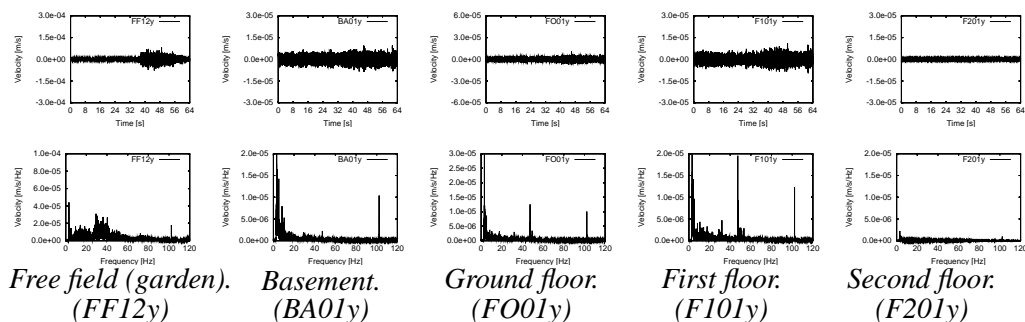 3.0e-04 1.5e-04 0.0e+00 -1.5e-04 -3.0e-04
Velocity [m/s]
FF12y
0 8 16 24 32 40 48 56 64
Time [s]
3.0e-05 1.5e-05 0.0e+00 -1.5e-05 -3.0e-05
Velocity [m/s]
BA01y
0 8 16 24 32 40 48 56 64
Time [s]
6.0e-05 3.0e-05 0.0e+00 -3.0e-05 -6.0e-05
Velocity [m/s]
FO01y
0 8 16 24 32 40 48 56 64
Time [s]
3.0e-05 1.5e-05 0.0e+00 -1.5e-05 -3.0e-05
Velocity [m/s]
F101y
0 8 16 24 32 40 48 56 64
Time [s]
3.0e-05 1.5e-05 0.0e+00 -1.5e-05 -3.0e-05
Velocity [m/s]
F201y
0 8 16 24 32 40 48 56 64
Time [s]
1.0e-04 8.0e-05 6.0e-05 4.0e-05 2.0e-05 0.0e+00
Velocity [m/s/Hz]
FF12y
0 20 40 60 80 100 120
Frequency [Hz]
2.0e-05 1.5e-05 1.0e-05 5.0e-06 0.0e+00
Velocity [m/s/Hz]
BA01y
0 20 40 60 80 100 120
Frequency [Hz]
3.0e-05 2.5e-05 2.0e-05 1.5e-05 1.0e-05 5.0e-06 0.0e+00
Velocity [m/s/Hz]
FO01y
0 20 40 60 80 100 120
Frequency [Hz]
2.0e-05 1.5e-05 1.0e-05 5.0e-06 0.0e+00
Velocity [m/s/Hz]
F101y
0 20 40 60 80 100 120
Frequency [Hz]
2.0e-05 1.5e-05 1.0e-05 5.0e-06 0.0e+00
Velocity [m/s/Hz]
F201y
0 20 40 60 80 100 120
Frequency [Hz]
Free field (garden).
(FF12y)
Basement.
(BA01y)
Ground floor.
(FO01y)
First floor.
(F101y)
Second floor.
(F201y)